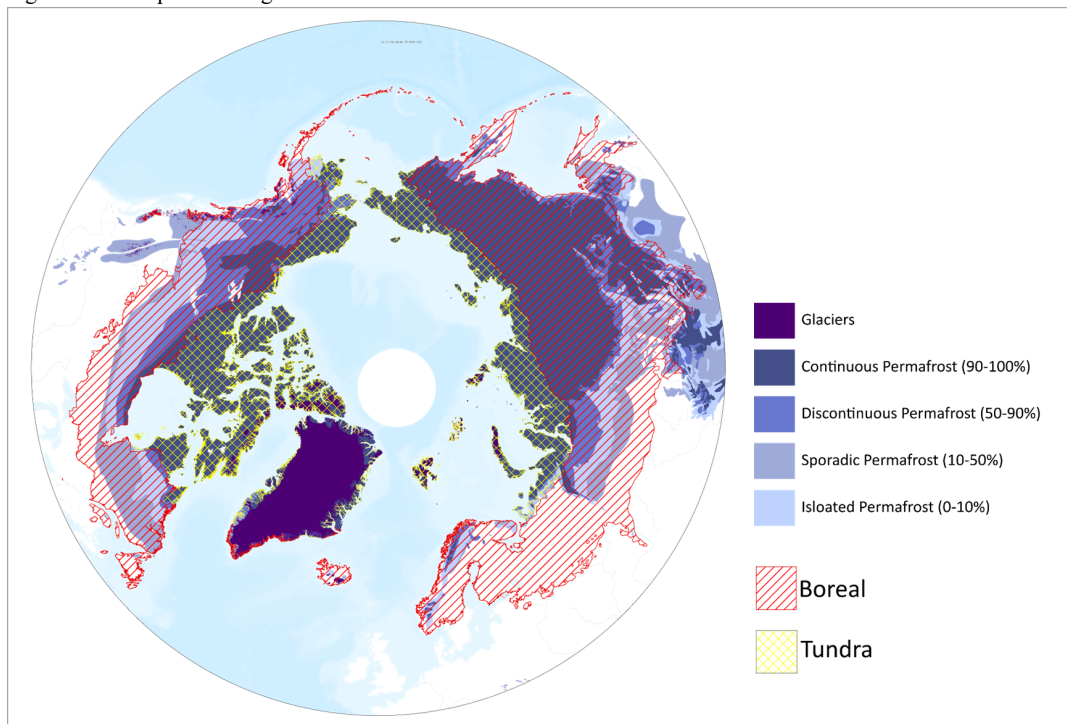 Glaciers
Continuous Permafrost (90-100%)
Discontinuous Permafrost (50-90%)
Sporadic Permafrost (10-50%)
Isloated Permafrost (0-10%)
Boreal
Tundra